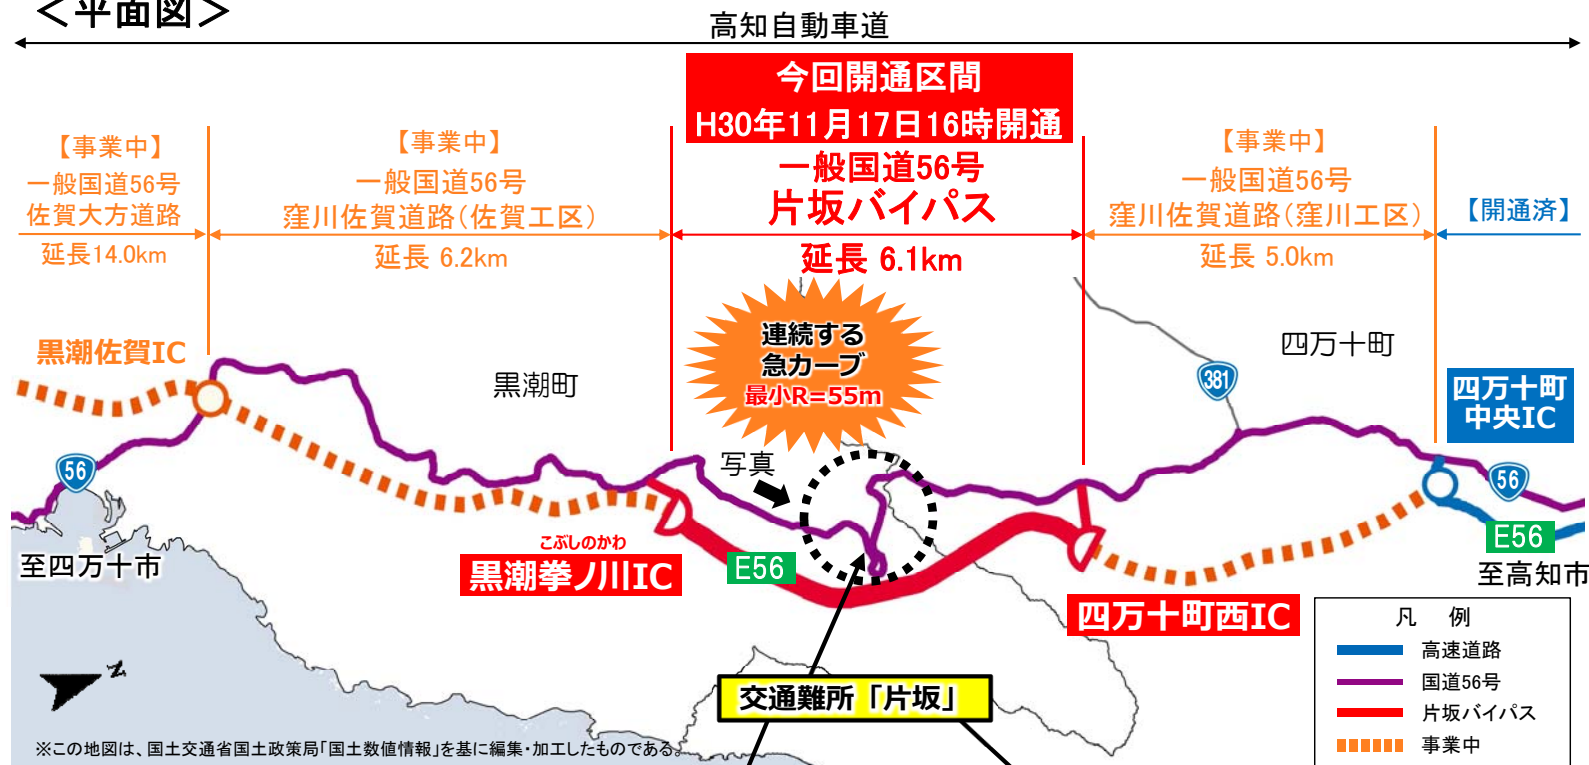 ＜平面図＞
高知自動車道
今回開通区間
H30年11月17日16時開通
【事業中】
一般国道56号
佐賀大方道路
延長14.0km
【事業中】
一般国道56号
窪川佐賀道路(佐賀工区)
延長 6.2km
一般国道56号
片坂バイパス
延長 6.1km
【事業中】
一般国道56号
窪川佐賀道路(窪川工区)
延長 5.0km
【開通済】
連続する
急カーブ
最小R=55m
黒潮佐賀IC
黒潮町
四万十町
381
四万十町
中央IC
写真
56
56
E56
至四万十市
こぶしのかわ
黒潮拳ノ川IC
E56
至高知市
四万十町西IC
交通難所「片坂」
凡 例
高速道路
国道56号
片坂バイパス
事業中
N
※この地図は、国土交通省国土政策局「国土数値情報」を基に編集・加工したものである。